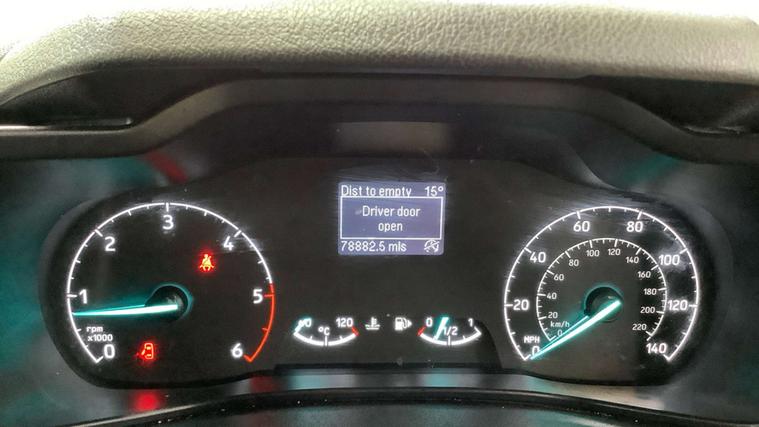 Dist to empty 15°
Driver door
open
78882.5 mls
0 1 2 3 4 5 6
rpm
x1000
°C 120
0 1/2 1
0 20 40 60 80 100 120 140
MPH
0 20 40 60 80 100 120 140 160 180 200 220
km/h